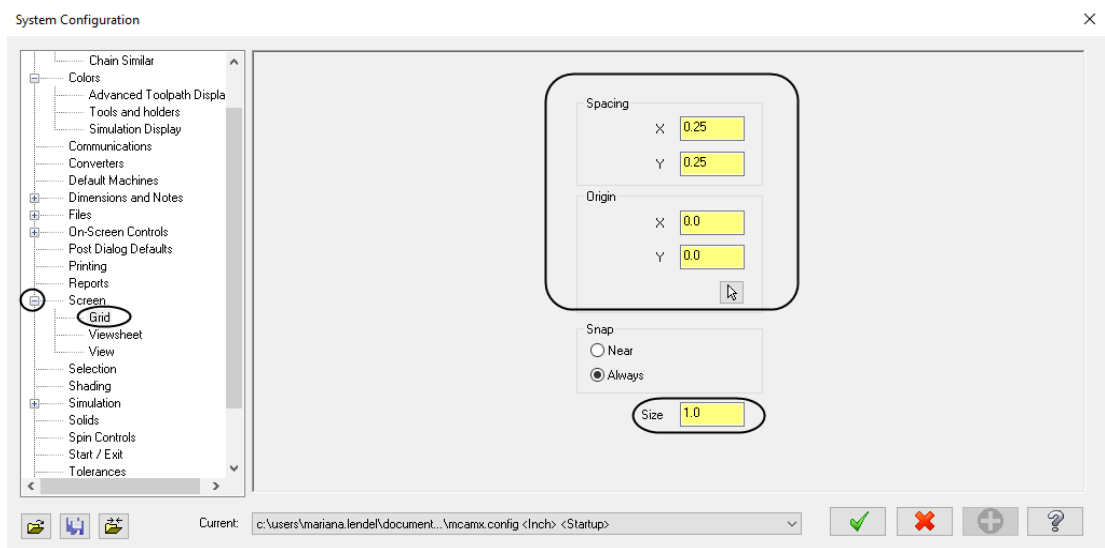 System Configuration
Chain Similar
Colors
Advanced Toolpath Displa
Tools and holders
Simulation Display
Communications
Converters
Default Machines
Dimensions and Notes
Files
On-Screen Controls
Post Dialog Defaults
Printing
Reports
Screen
Grid
Viewsheet
View
Selection
Shading
Simulation
Solids
Spin Controls
Start / Exit
Tolerances
Spacing
X 0.25
Y 0.25
Origin
X 0.0
Y 0.0
Snap
Near
Always
Size 1.0
Current: c:\users\mariana.lendel\document...\mcamx.config <Inch> <Startup>